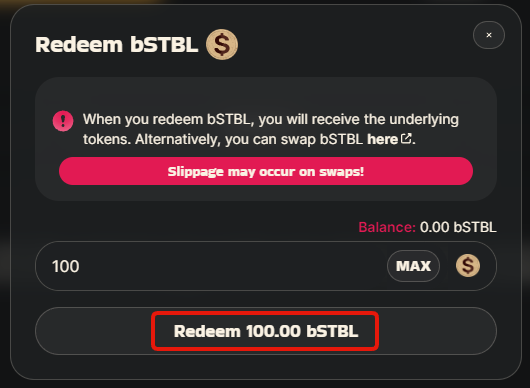 Redeem bSTBL
When you redeem bSTBL, you will receive the underlying
tokens. Alternatively, you can swap bSTBL here.
Slippage may occur on swaps!
Balance: 0.00 bSTBL
100 MAX
Redeem 100.00 bSTBL